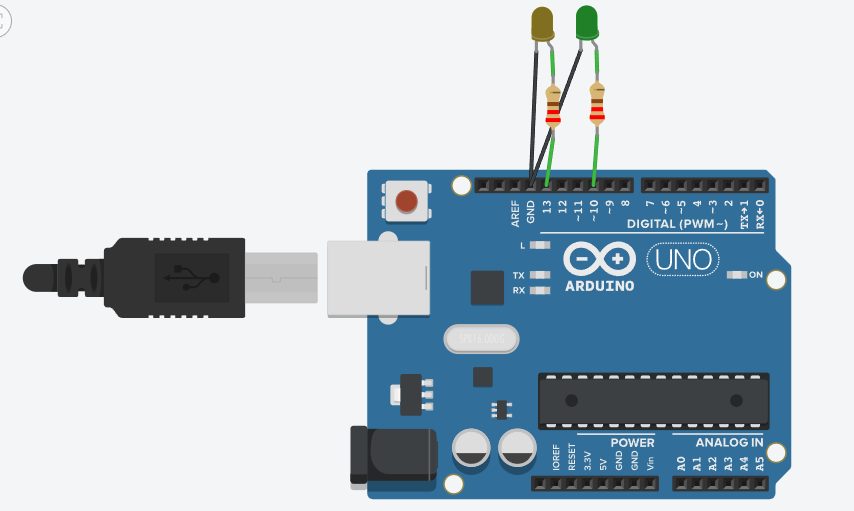 AREF
GND
13
12
~11
~10
~9
8
7
~6
~5
4
~3
2
TX→1
RX←0
DIGITAL (PWM~)
L
TX
RX
ARDUINO
UNO
ON
POWER
ANALOG IN
IOREF
RESET
3.3V
5V
GND
GND
Vin
A0
A1
A2
A3
A4
A5